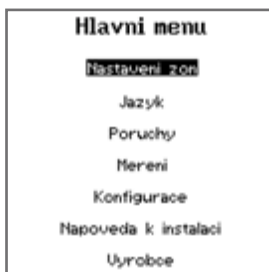 Hlavni menu
Nastaveni zon
Jazyk
Poruchy
Mereni
Konfigurace
Napoveda k instalaci
Vyrobce